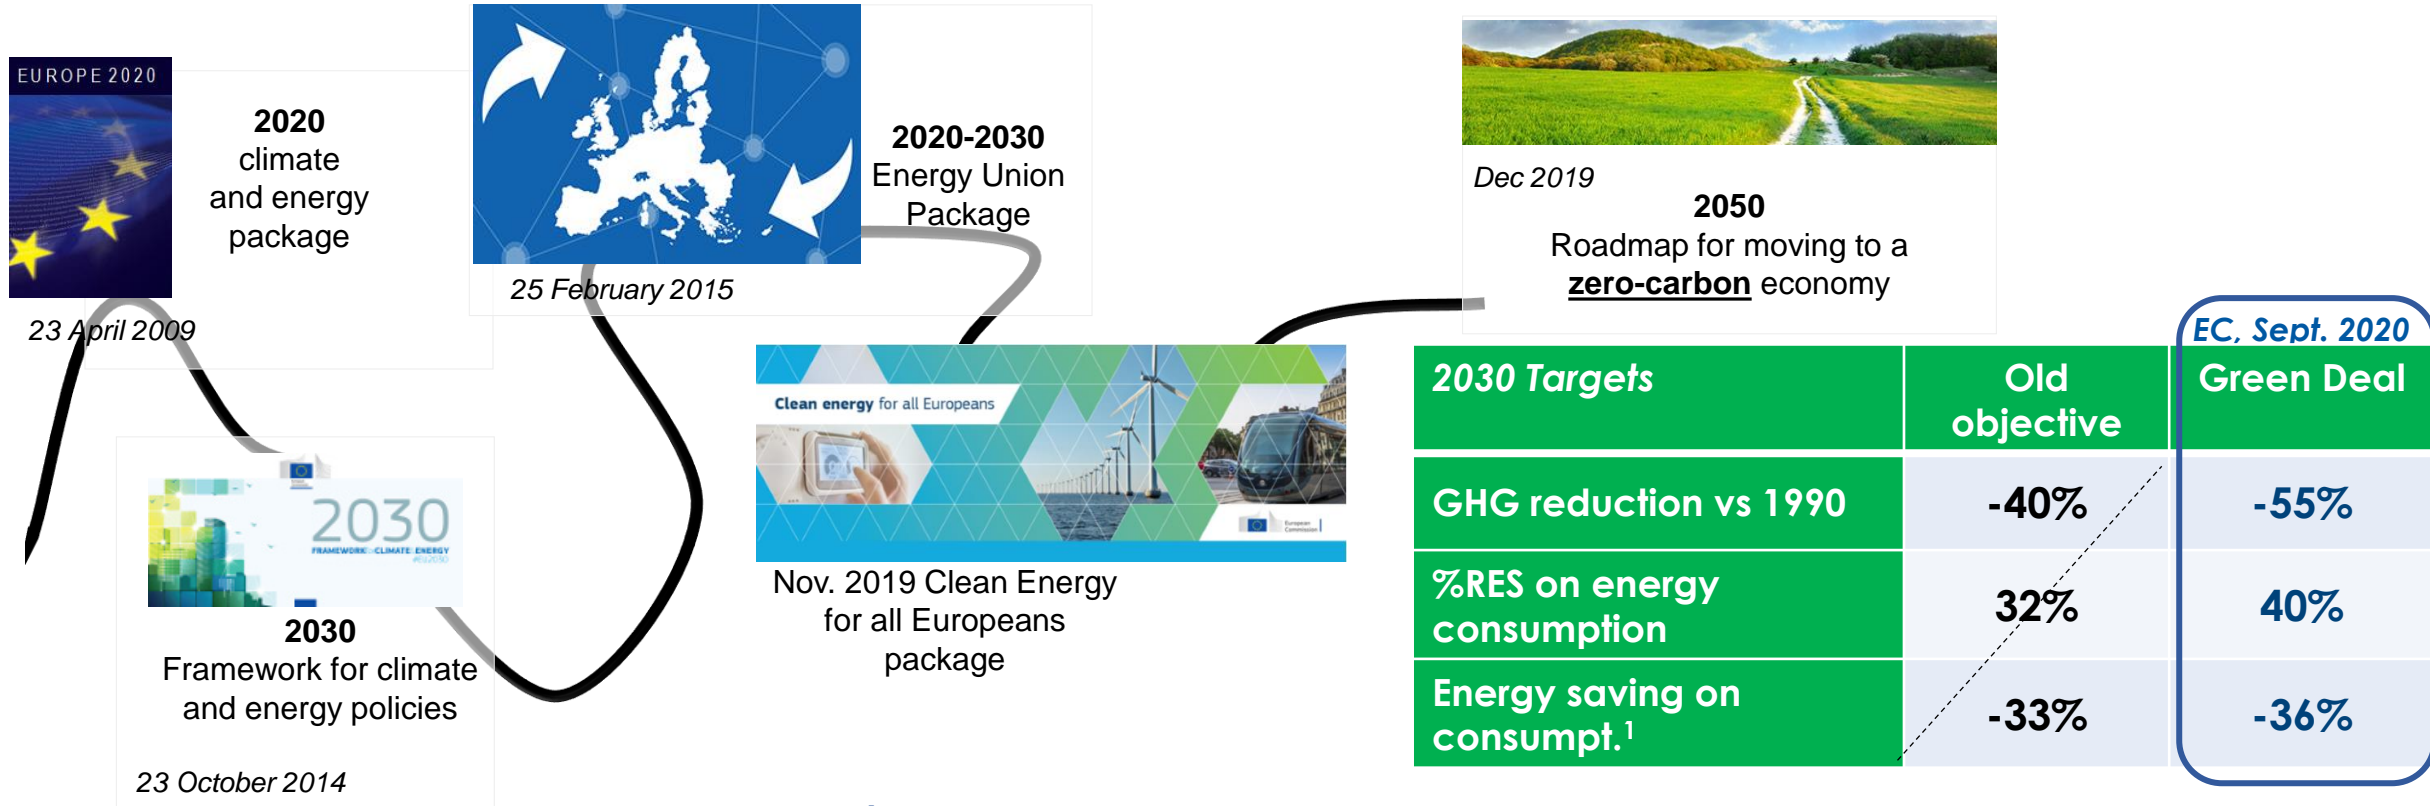 EUROPE 2020
2020
climate
and energy
package
23 April 2009
2030
FRAMEWORK CLIMATE ENERGY
#EU2030
2030
Framework for climate
and energy policies
23 October 2014
2020-2030
Energy Union
Package
25 February 2015
Clean energy for all Europeans
European
Commission
Nov. 2019 Clean Energy
for all Europeans
package
Dec 2019
2050
Roadmap for moving to a
zero-carbon economy
EC, Sept. 2020
2030 Targets
Old
objective
Green Deal
GHG reduction vs 1990
-40%
-55%
%RES on energy
consumption
32%
40%
Energy saving on
consumpt.¹
-33%
-36%